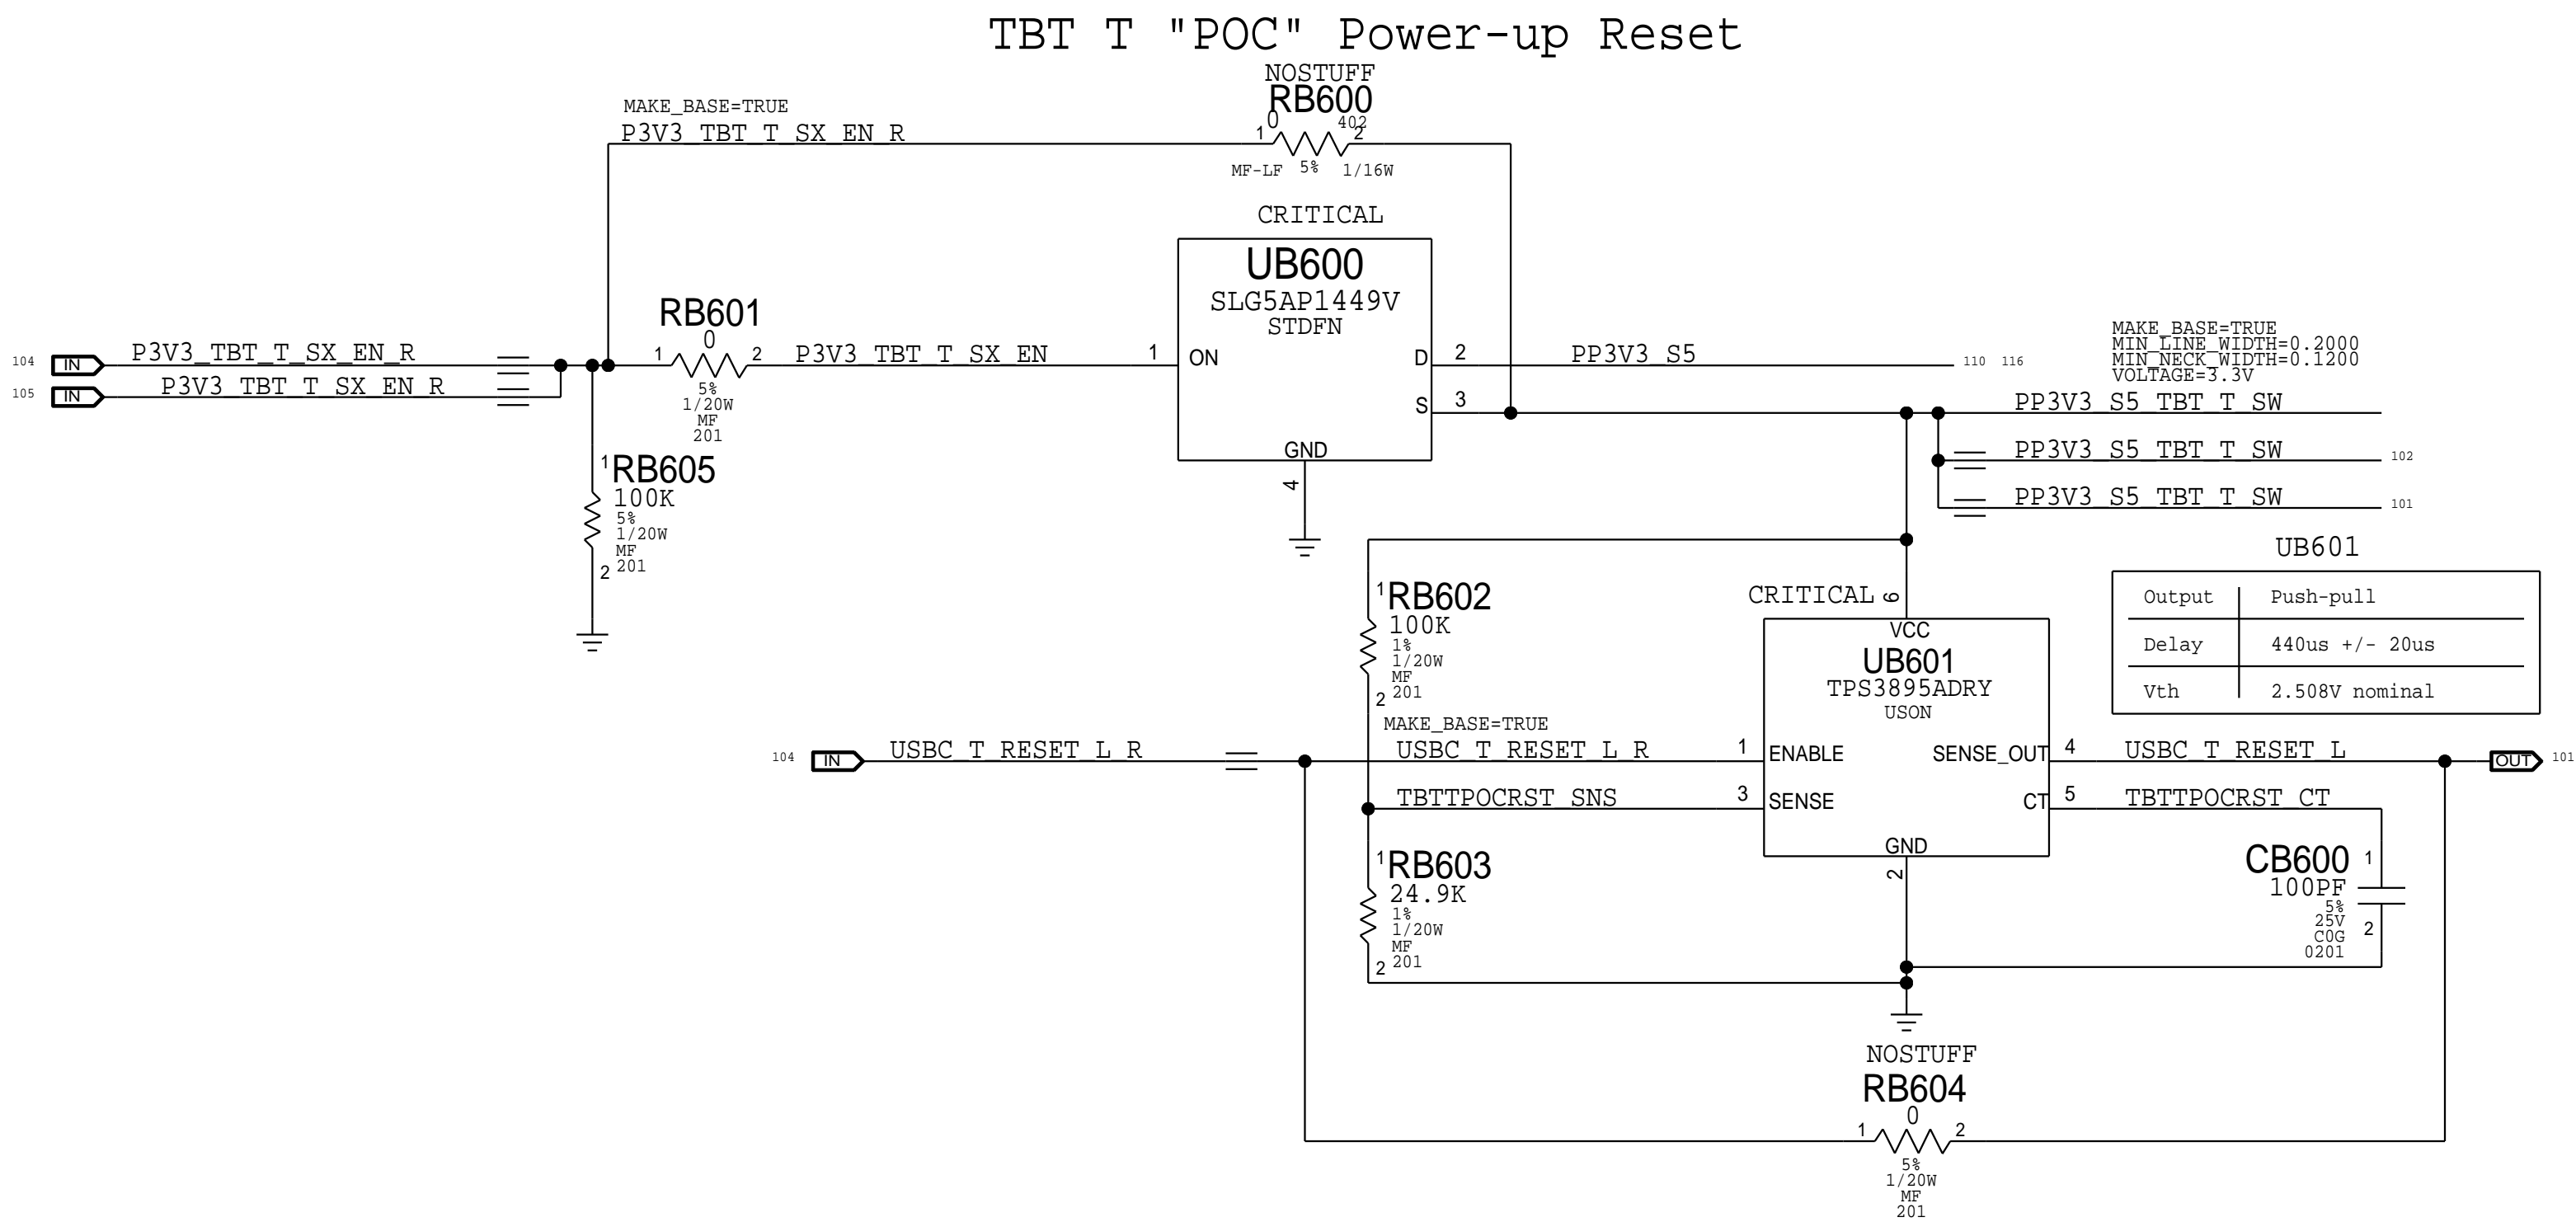 TBT T "POC" Power-up Reset
NOSTUFF
RB600
0
402
1
2
MF-LF
5%
1/16W
MAKE_BASE=TRUE
P3V3_TBT_T_SX_EN_R
CRITICAL
UB600
SLG5AP1449V
STDFN
ON
D
S
GND
1
2
3
4
104
IN
P3V3_TBT_T_SX_EN_R
105
IN
P3V3_TBT_T_SX_EN_R
RB601
0
1
2
5%
1/20W
MF
201
P3V3_TBT_T_SX_EN
1
RB605
100K
5%
1/20W
MF
201
2
PP3V3_S5
110 116
MAKE_BASE=TRUE
MIN_LINE_WIDTH=0.2000
MIN_NECK_WIDTH=0.1200
VOLTAGE=3.3V
PP3V3_S5_TBT_T_SW
PP3V3_S5_TBT_T_SW
102
PP3V3_S5_TBT_T_SW
101
UB601
Output Push-pull
Delay 440us +/- 20us
Vth 2.508V nominal
1
RB602
100K
1%
1/20W
MF
201
2
CRITICAL
6
VCC
UB601
TPS3895ADRY
USON
ENABLE
SENSE_OUT
SENSE
CT
GND
1
3
4
5
2
MAKE_BASE=TRUE
104
IN
USBC_T_RESET_L_R
USBC_T_RESET_L_R
USBC_T_RESET_L
OUT
101
TBTTPOCRST_SNS
TBTTPOCRST_CT
1
RB603
24.9K
1%
1/20W
MF
201
2
CB600
100PF
5%
25V
C0G
0201
1
2
NOSTUFF
RB604
0
1
2
5%
1/20W
MF
201